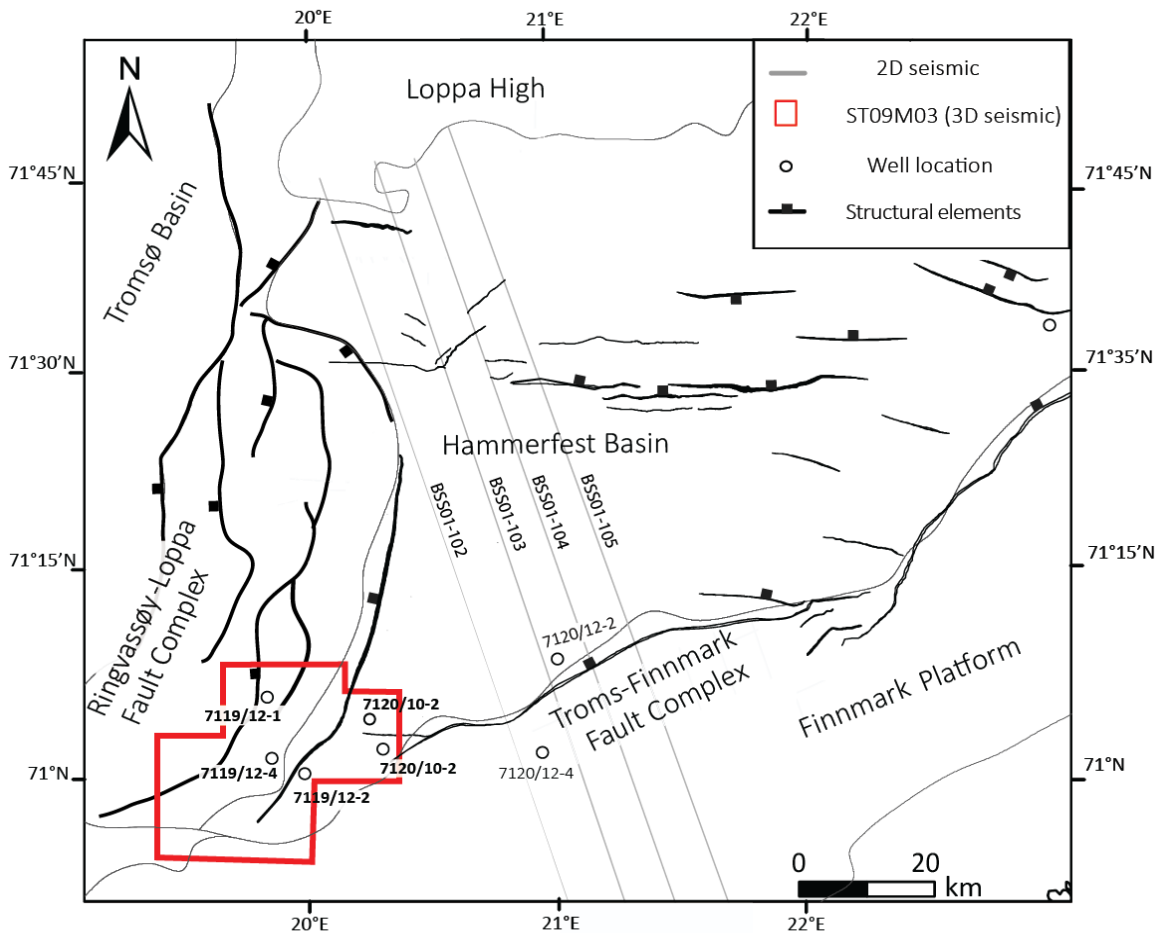 20°E
21°E
22°E
N
Loppa High
2D seismic
ST09M03 (3D seismic)
Well location
Structural elements
71°45′N
71°45′N
Tromsø Basin
71°30′N
71°35′N
Hammerfest Basin
BSS01-102
BSS01-103
BSS01-104
BSS01-105
71°15′N
71°15′N
Ringvassøy-Loppa
Fault Complex
7120/12-2
Troms-Finnmark
Fault Complex
Finnmark Platform
7119/12-1
7120/10-2
7119/12-4
7120/10-2
7120/12-4
7119/12-2
71°N
71°N
0
20
km
20°E
21°E
22°E